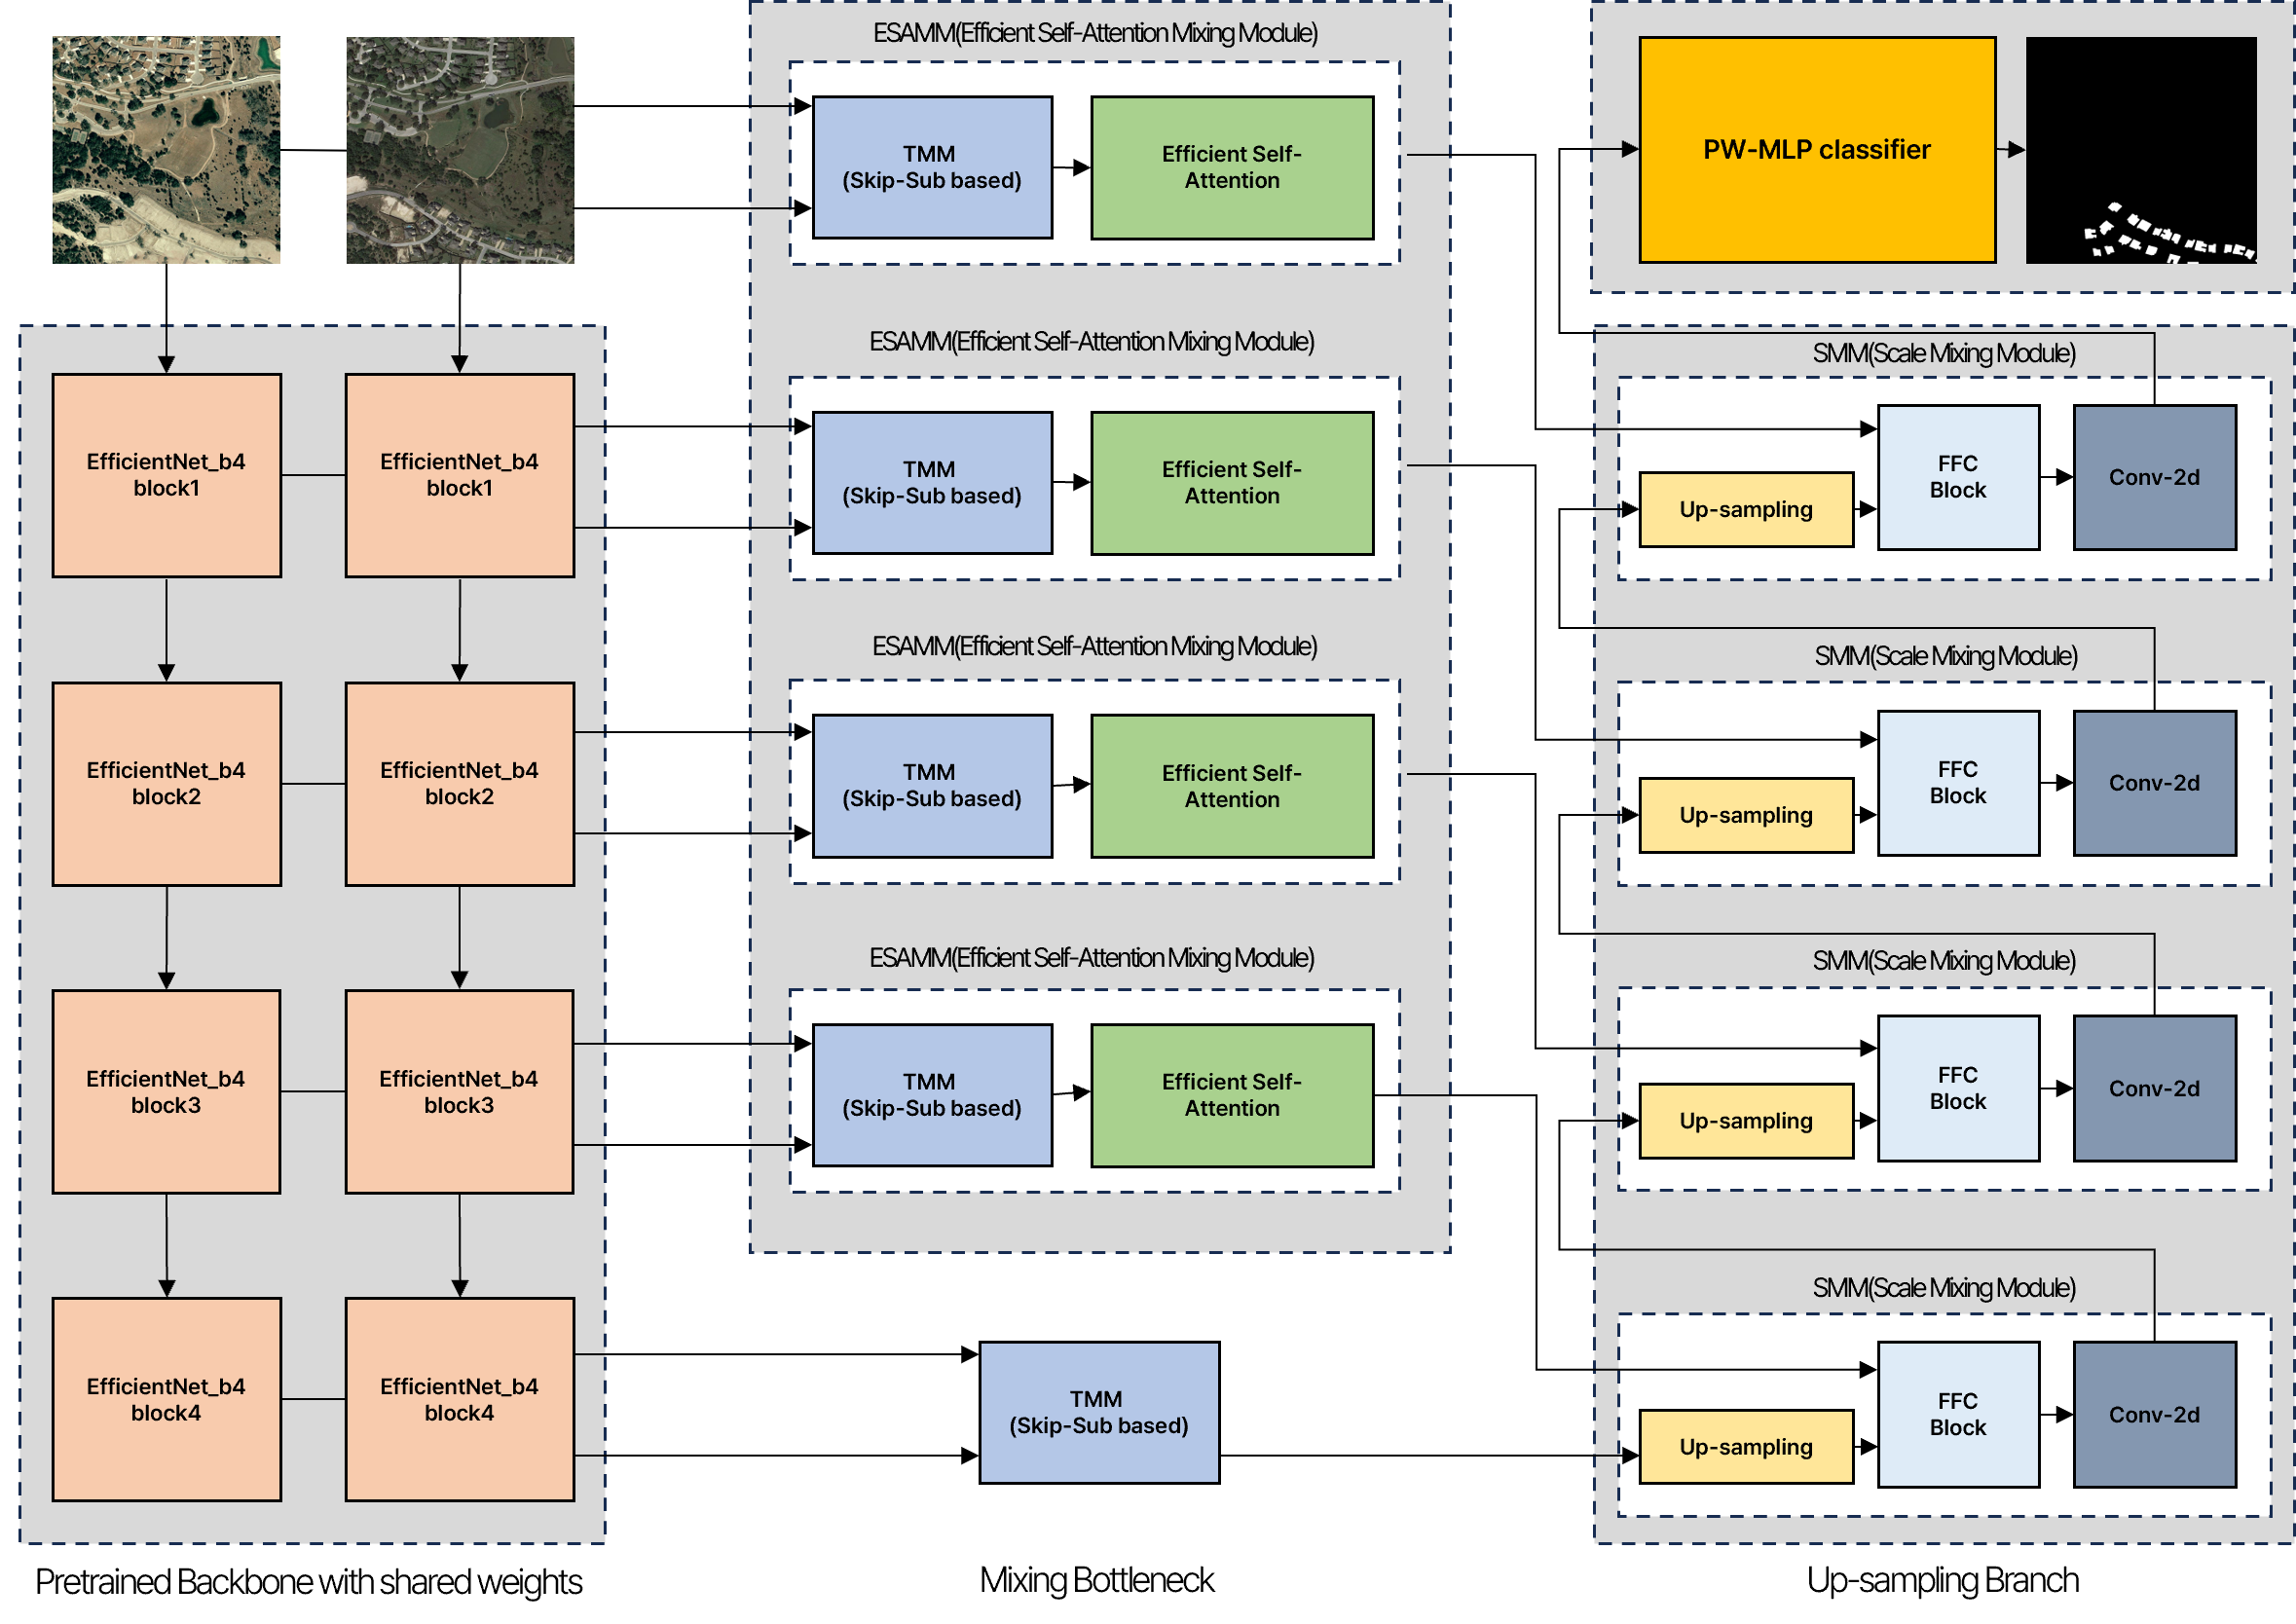 ESAMM(Efficient Self-Attention Mixing Module)
TMM
(Skip-Sub based)
Efficient Self-
Attention
PW-MLP classifier
EfficientNet_b4
block1
EfficientNet_b4
block1
ESAMM(Efficient Self-Attention Mixing Module)
TMM
(Skip-Sub based)
Efficient Self-
Attention
SMM(Scale Mixing Module)
Up-sampling
FFC
Block
Conv-2d
EfficientNet_b4
block2
EfficientNet_b4
block2
ESAMM(Efficient Self-Attention Mixing Module)
TMM
(Skip-Sub based)
Efficient Self-
Attention
SMM(Scale Mixing Module)
Up-sampling
FFC
Block
Conv-2d
EfficientNet_b4
block3
EfficientNet_b4
block3
ESAMM(Efficient Self-Attention Mixing Module)
TMM
(Skip-Sub based)
Efficient Self-
Attention
SMM(Scale Mixing Module)
Up-sampling
FFC
Block
Conv-2d
EfficientNet_b4
block4
EfficientNet_b4
block4
TMM
(Skip-Sub based)
SMM(Scale Mixing Module)
Up-sampling
FFC
Block
Conv-2d
Pretrained Backbone with shared weights
Mixing Bottleneck
Up-sampling Branch